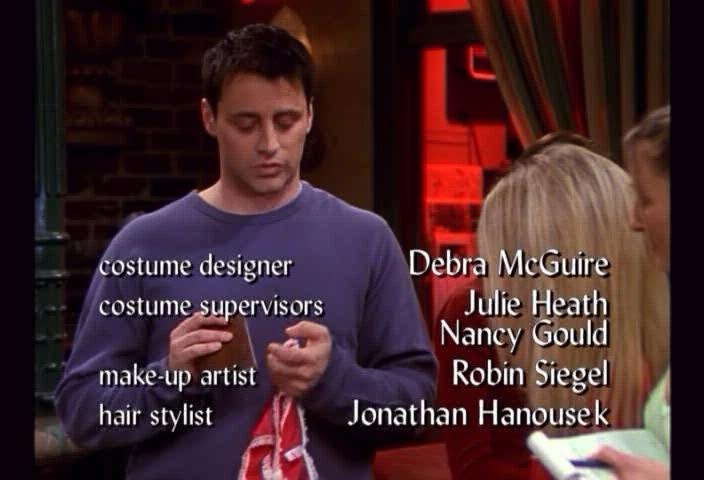 costume designer Debra McGuire
costume supervisors Julie Heath
Nancy Gould
make-up artist Robin Siegel
hair stylist Jonathan Hanousek